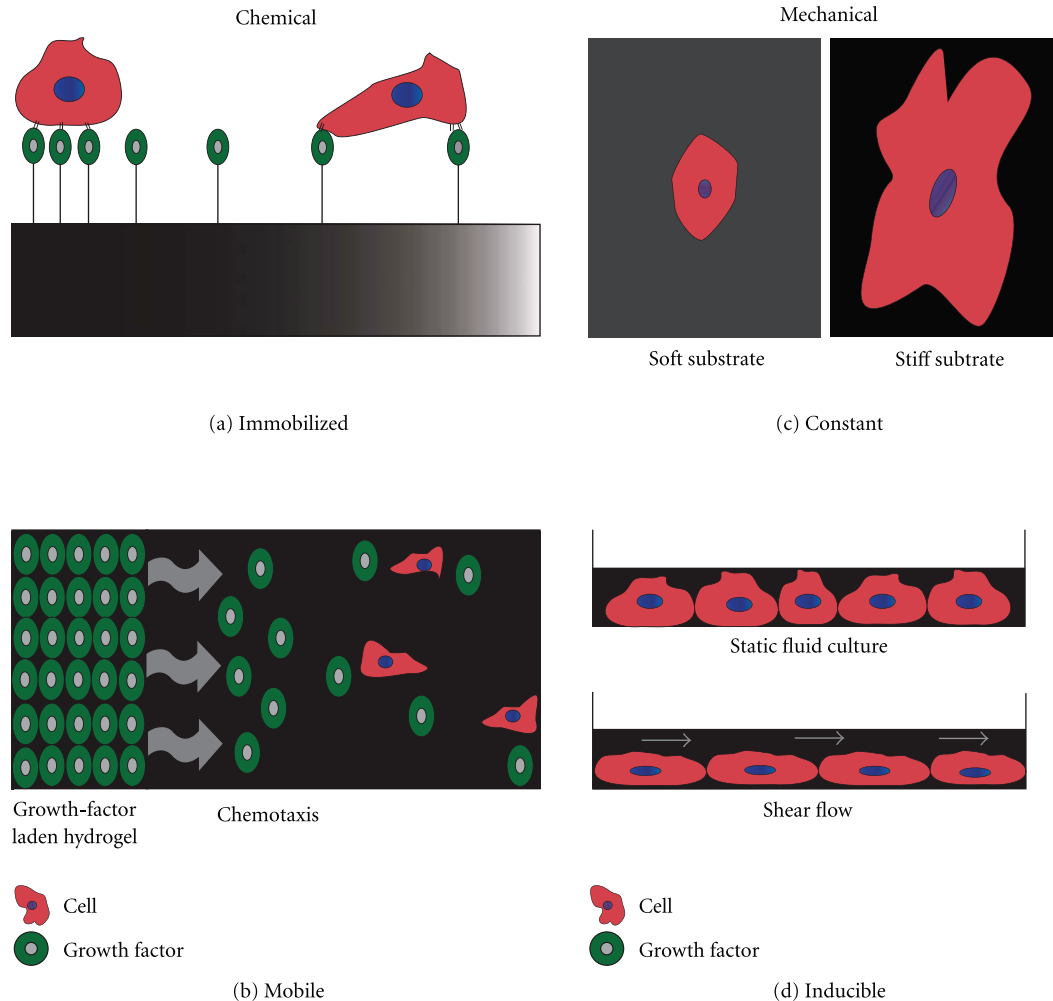 Chemical
(a) Immobilized
Growth-factor
laden hydrogel
Chemotaxis
Cell
Growth factor
(b) Mobile
Mechanical
Soft substrate
Stiff subtrate
(c) Constant
Static fluid culture
Shear flow
Cell
Growth factor
(d) Inducible